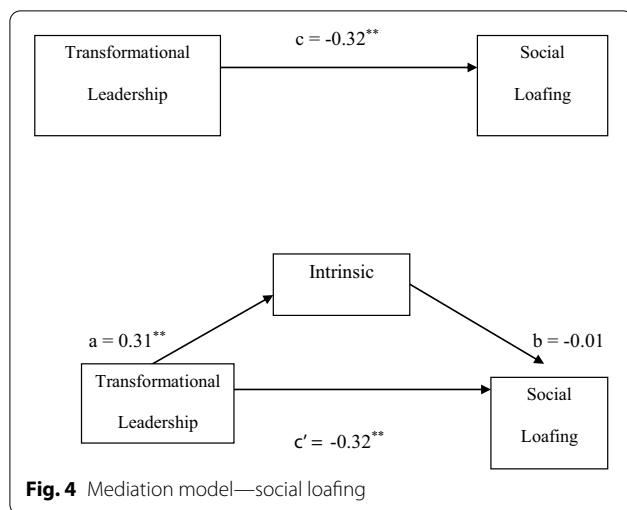 c = -0.32**
Transformational
Leadership
Social
Loafing
Intrinsic
a = 0.31**
b = -0.01
Transformational
Leadership
Social
Loafing
c' = -0.32**
Fig. 4 Mediation model—social loafing